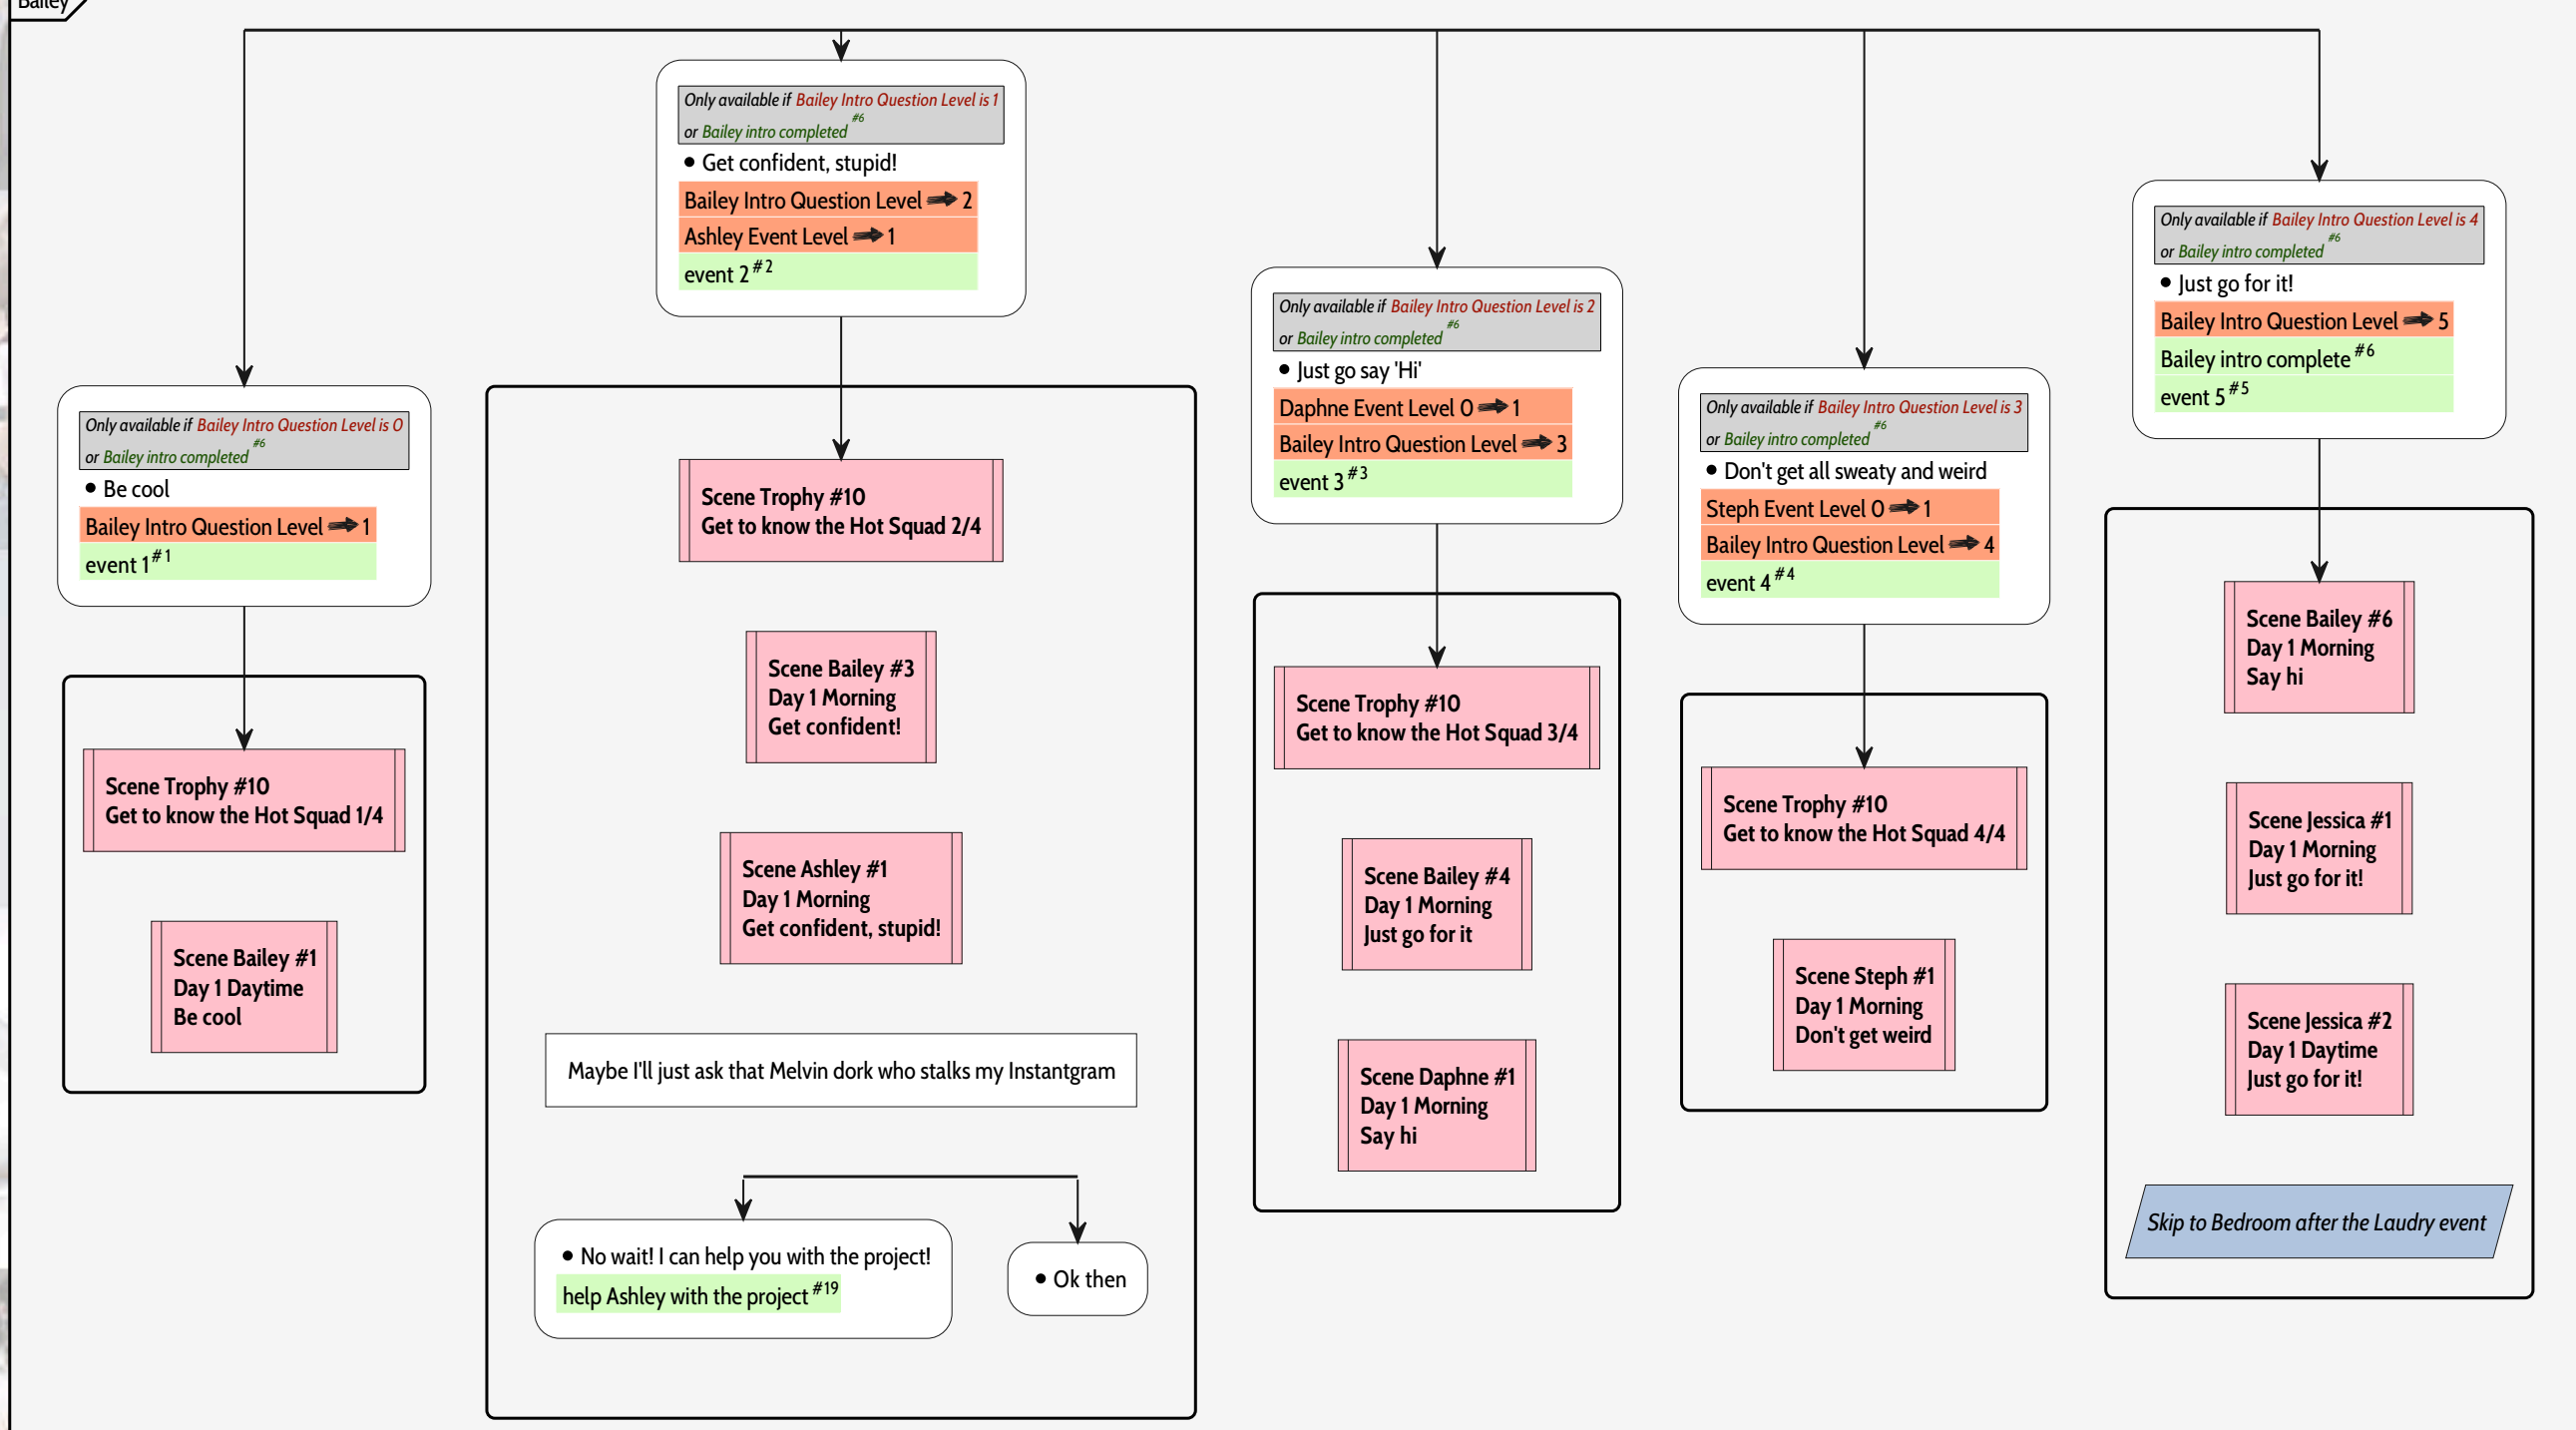 Bailey
Only available if Bailey Intro Question Level is 0
or Bailey intro completed #6
• Be cool
Bailey Intro Question Level ➾ 1
event 1 #1
Scene Trophy #10
Get to know the Hot Squad 1/4
Scene Bailey #1
Day 1 Daytime
Be cool
Only available if Bailey Intro Question Level is 1
or Bailey intro completed #6
• Get confident, stupid!
Bailey Intro Question Level ➾ 2
Ashley Event Level ➾ 1
event 2 #2
Scene Trophy #10
Get to know the Hot Squad 2/4
Scene Bailey #3
Day 1 Morning
Get confident!
Scene Ashley #1
Day 1 Morning
Get confident, stupid!
Maybe I'll just ask that Melvin dork who stalks my Instantgram
• No wait! I can help you with the project!
help Ashley with the project #19
• Ok then
Only available if Bailey Intro Question Level is 2
or Bailey intro completed #6
• Just go say 'Hi'
Daphne Event Level 0 ➾ 1
Bailey Intro Question Level ➾ 3
event 3 #3
Scene Trophy #10
Get to know the Hot Squad 3/4
Scene Bailey #4
Day 1 Morning
Just go for it
Scene Daphne #1
Day 1 Morning
Say hi
Only available if Bailey Intro Question Level is 3
or Bailey intro completed #6
• Don't get all sweaty and weird
Steph Event Level 0 ➾ 1
Bailey Intro Question Level ➾ 4
event 4 #4
Scene Trophy #10
Get to know the Hot Squad 4/4
Scene Steph #1
Day 1 Morning
Don't get weird
Only available if Bailey Intro Question Level is 4
or Bailey intro completed #6
• Just go for it!
Bailey Intro Question Level ➾ 5
Bailey intro complete #6
event 5 #5
Scene Bailey #6
Day 1 Morning
Say hi
Scene Jessica #1
Day 1 Morning
Just go for it!
Scene Jessica #2
Day 1 Daytime
Just go for it!
Skip to Bedroom after the Laudry event